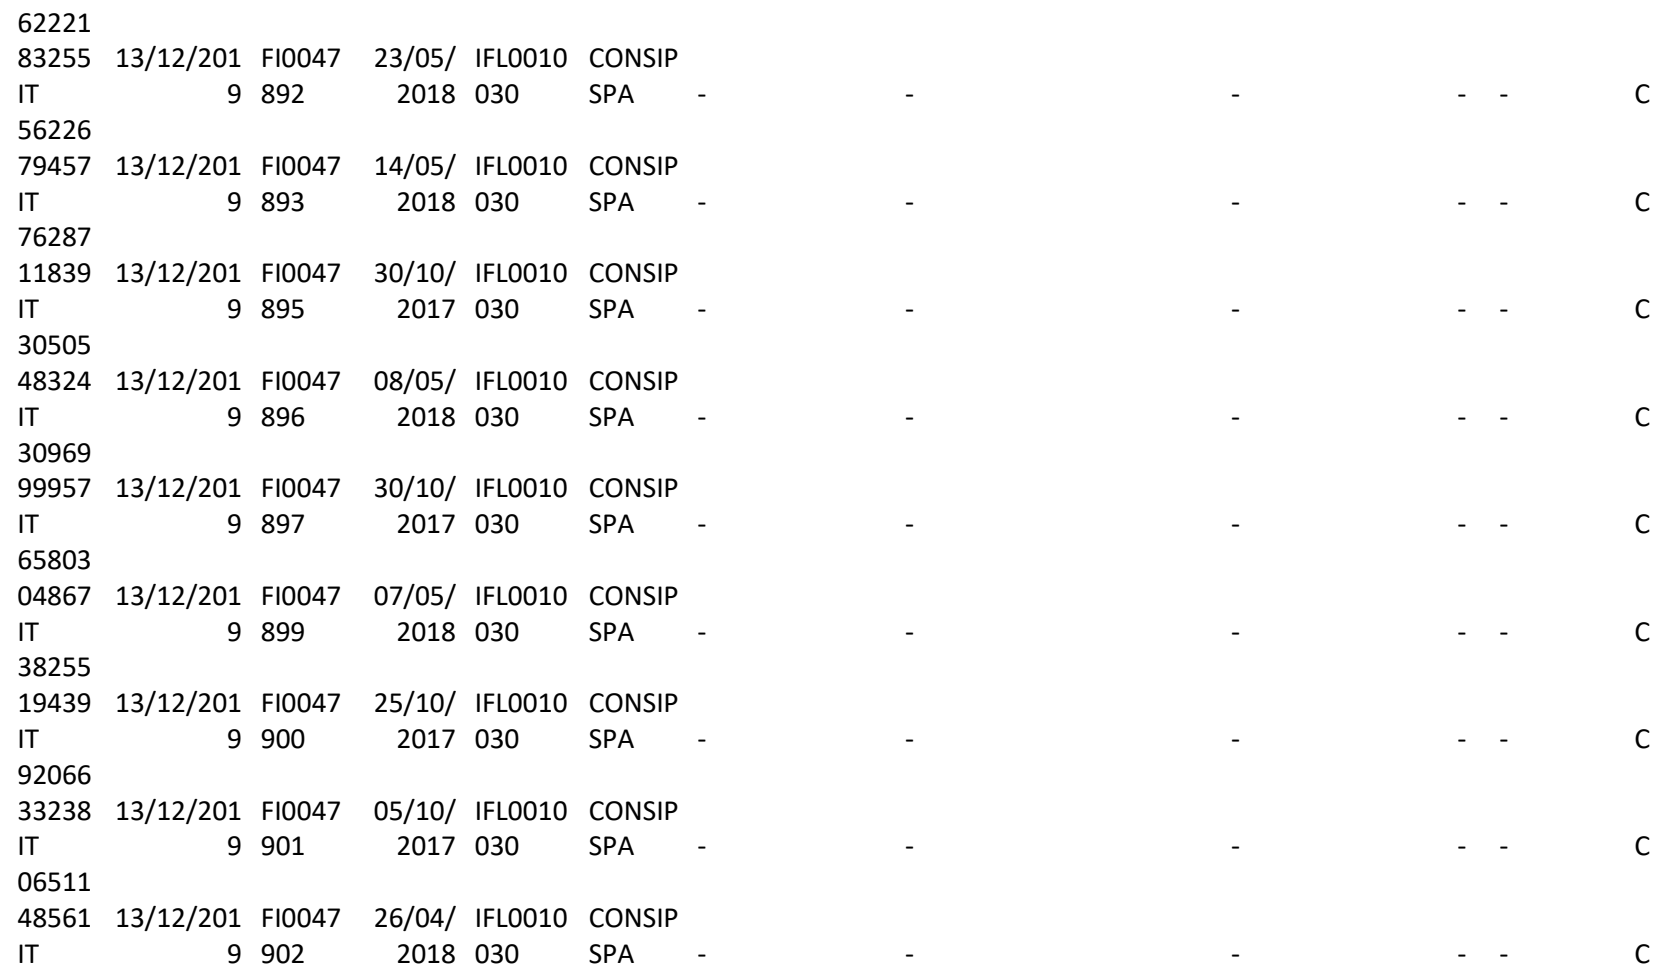 62221
83255 13/12/201 FI0047 23/05/ IFL0010 CONSIP
IT 9 892 2018 030 SPA - - - - - C
56226
79457 13/12/201 FI0047 14/05/ IFL0010 CONSIP
IT 9 893 2018 030 SPA - - - - - C
76287
11839 13/12/201 FI0047 30/10/ IFL0010 CONSIP
IT 9 895 2017 030 SPA - - - - - C
30505
48324 13/12/201 FI0047 08/05/ IFL0010 CONSIP
IT 9 896 2018 030 SPA - - - - - C
30969
99957 13/12/201 FI0047 30/10/ IFL0010 CONSIP
IT 9 897 2017 030 SPA - - - - - C
65803
04867 13/12/201 FI0047 07/05/ IFL0010 CONSIP
IT 9 899 2018 030 SPA - - - - - C
38255
19439 13/12/201 FI0047 25/10/ IFL0010 CONSIP
IT 9 900 2017 030 SPA - - - - - C
92066
33238 13/12/201 FI0047 05/10/ IFL0010 CONSIP
IT 9 901 2017 030 SPA - - - - - C
06511
48561 13/12/201 FI0047 26/04/ IFL0010 CONSIP
IT 9 902 2018 030 SPA - - - - - C